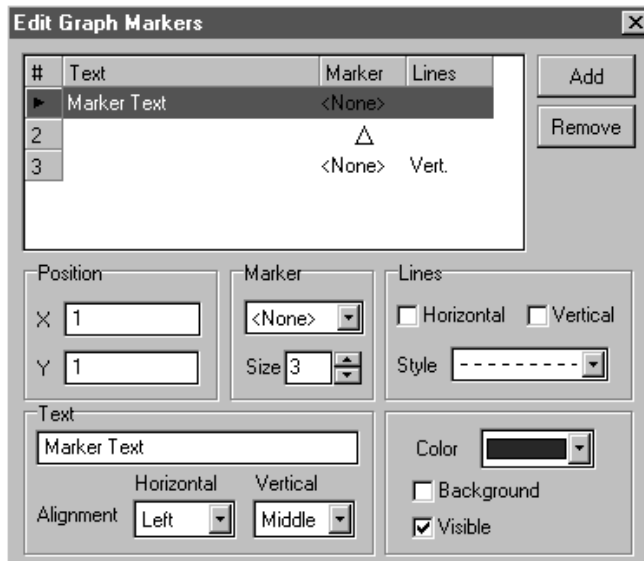 Edit Graph Markers
# Text Marker Lines
Add
Marker Text <None>
Remove
2
3 <None> Vert.
Position Marker Lines
X 1 <None> Horizontal Vertical
Y 1 Size 3 Style
Text
Marker Text Color
Horizontal Vertical Background
Alignment Left Middle Visible